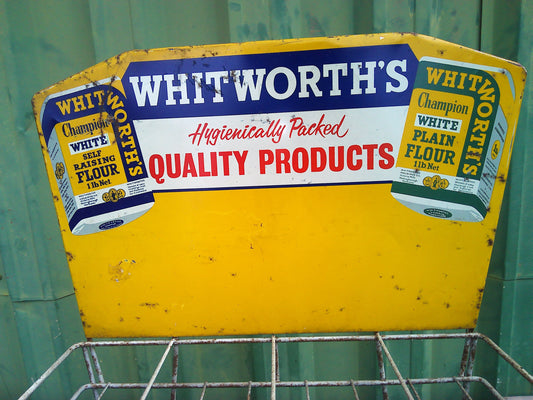 WHITWORTH'S
Hygienically Packed
QUALITY PRODUCTS
WHITWORTH'S
Champion
WHITE
SELF
RAISING
FLOUR
1 lb Net
WHITWORTH'S
Champion
WHITE
PLAIN
FLOUR
1 lb Net